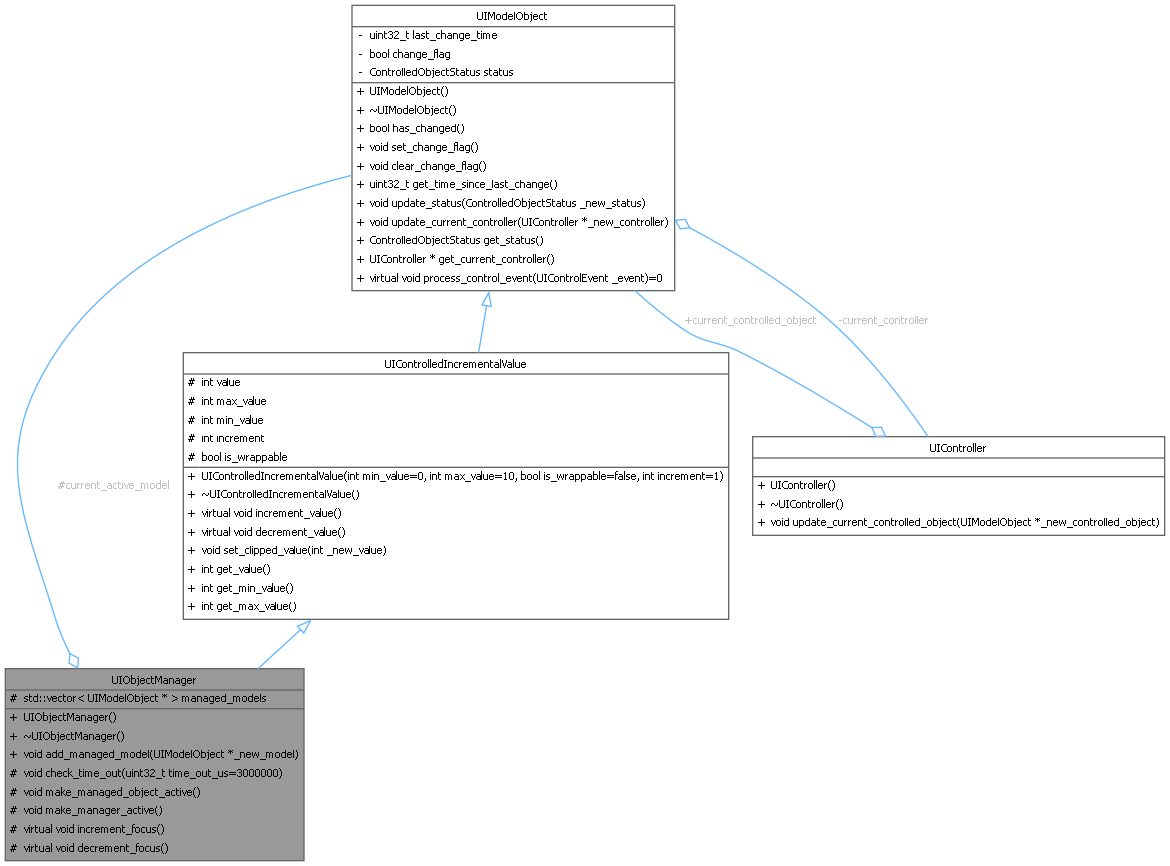 UIModelObject
- uint32_t last_change_time
- bool change_flag
- ControlledObjectStatus status
+ UIModelObject()
+ ~UIModelObject()
+ bool has_changed()
+ void set_change_flag()
+ void clear_change_flag()
+ uint32_t get_time_since_last_change()
+ void update_status(ControlledObjectStatus _new_status)
+ void update_current_controller(UIController *_new_controller)
+ ControlledObjectStatus get_status()
+ UIController * get_current_controller()
+ virtual void process_control_event(UIControlEvent _event)=0
+current_controlled_object
-current_controller
UIControlledIncrementalValue
# int value
# int max_value
# int min_value
# int increment
# bool is_wrappable
+ UIControlledIncrementalValue(int min_value=0, int max_value=10, bool is_wrappable=false, int increment=1)
+ ~UIControlledIncrementalValue()
+ virtual void increment_value()
+ virtual void decrement_value()
+ void set_clipped_value(int _new_value)
+ int get_value()
+ int get_min_value()
+ int get_max_value()
UIController
+ UIController()
+ ~UIController()
+ void update_current_controlled_object(UIModelObject *_new_controlled_object)
#current_active_model
UIObjectManager
# std::vector< UIModelObject * > managed_models
+ UIObjectManager()
+ ~UIObjectManager()
+ void add_managed_model(UIModelObject *_new_model)
# void check_time_out(uint32_t time_out_us=3000000)
# void make_managed_object_active()
# void make_manager_active()
# virtual void increment_focus()
# virtual void decrement_focus()